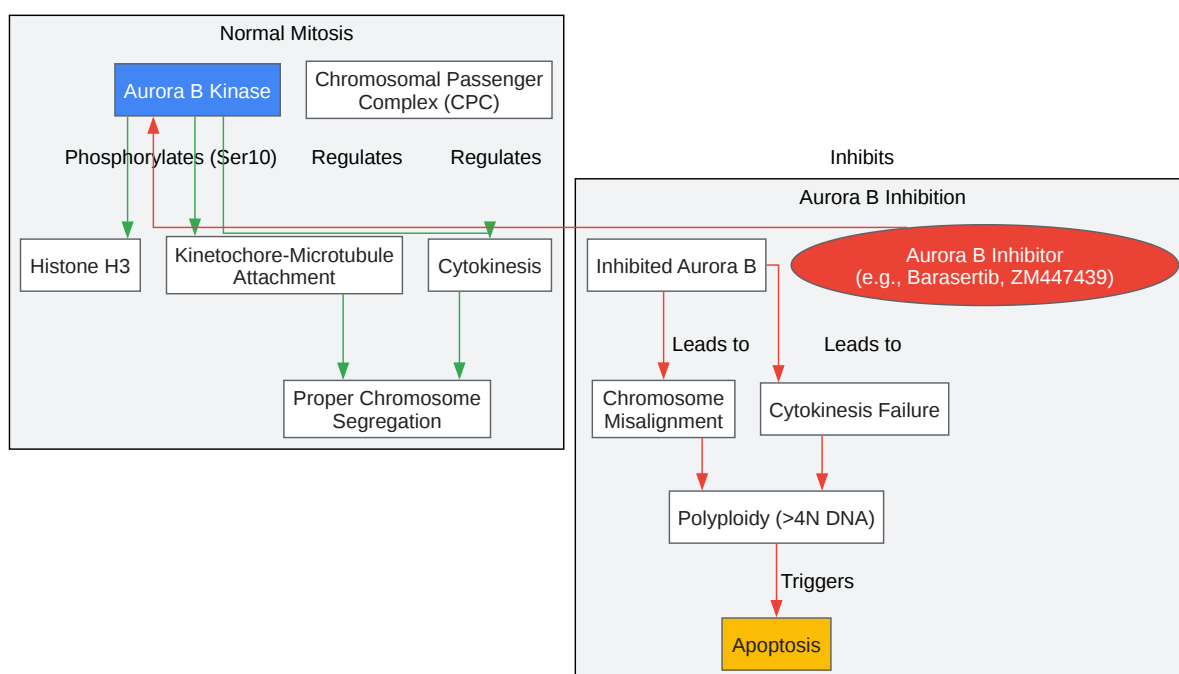 Normal Mitosis
Aurora B Kinase
Chromosomal Passenger
Complex (CPC)
Phosphorylates (Ser10)
Regulates
Regulates
Histone H3
Kinetochore-Microtubule
Attachment
Cytokinesis
Proper Chromosome
Segregation
Inhibits
Aurora B Inhibition
Inhibited Aurora B
Aurora B Inhibitor
(e.g., Barasertib, ZM447439)
Leads to
Leads to
Chromosome
Misalignment
Cytokinesis Failure
Polyploidy (>4N DNA)
Triggers
Apoptosis